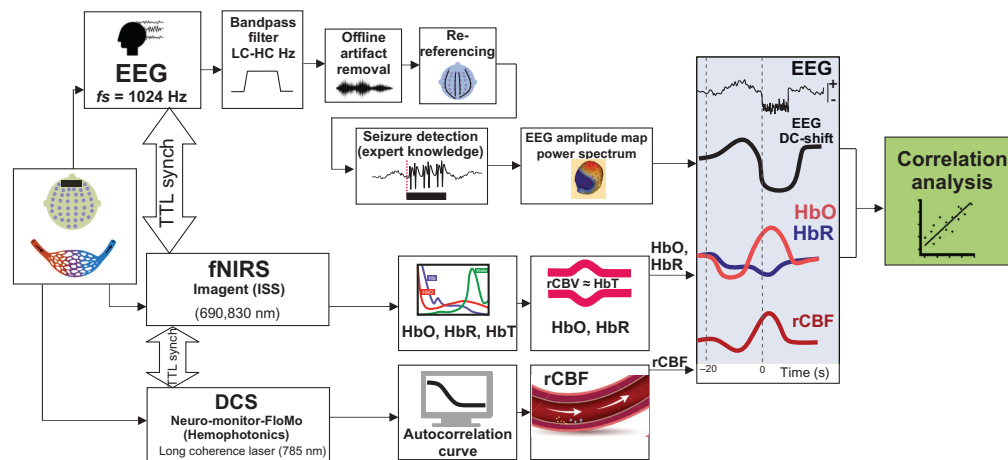 EEG
fs = 1024 Hz
Bandpass
filter
LC-HC Hz
Offline
artifact
removal
Re-
referencing
TTL synch
Seizure detection
(expert knowledge)
EEG amplitude map
power spectrum
fNIRS
Imagent (ISS)
(690,830 nm)
HbO
HbO, HbR, HbT
rCBV ≈ HbT
HbO, HbR
HbO,
HbR
TTL synch
DCS
Neuro-monitor-FloMo
(Hemophotonics)
Long coherence laser (785 nm)
Autocorrelation
curve
rCBF
rCBF
EEG
+
-
EEG
DC-shift
HbO
HbR
rCBF
–20
0
Time (s)
Correlation
analysis